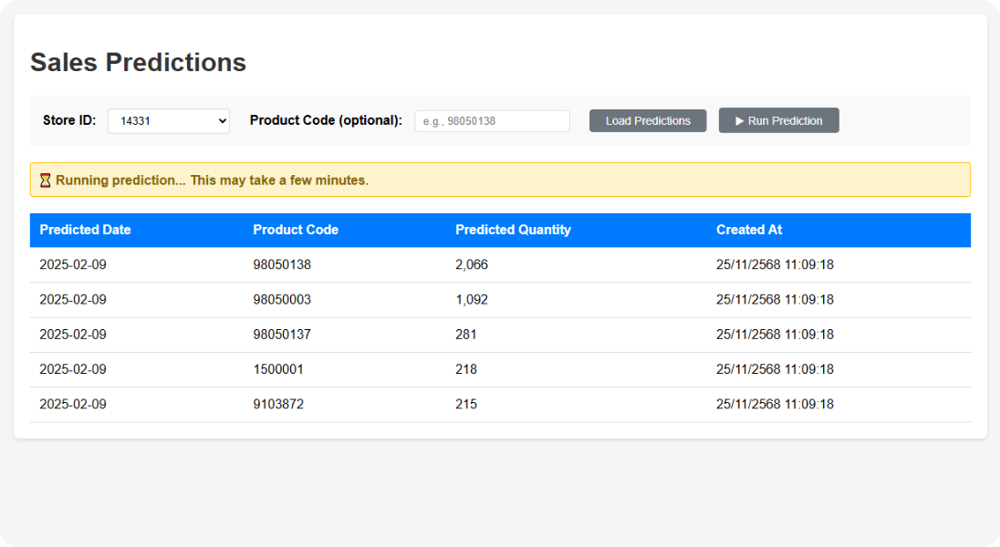 Sales Predictions
Store ID: 14331 Product Code (optional): e.g., 98050138 Load Predictions ▶ Run Prediction
⏳ Running prediction... This may take a few minutes.
Predicted Date Product Code Predicted Quantity Created At
2025-02-09 98050138 2,066 25/11/2568 11:09:18
2025-02-09 98050003 1,092 25/11/2568 11:09:18
2025-02-09 98050137 281 25/11/2568 11:09:18
2025-02-09 1500001 218 25/11/2568 11:09:18
2025-02-09 9103872 215 25/11/2568 11:09:18